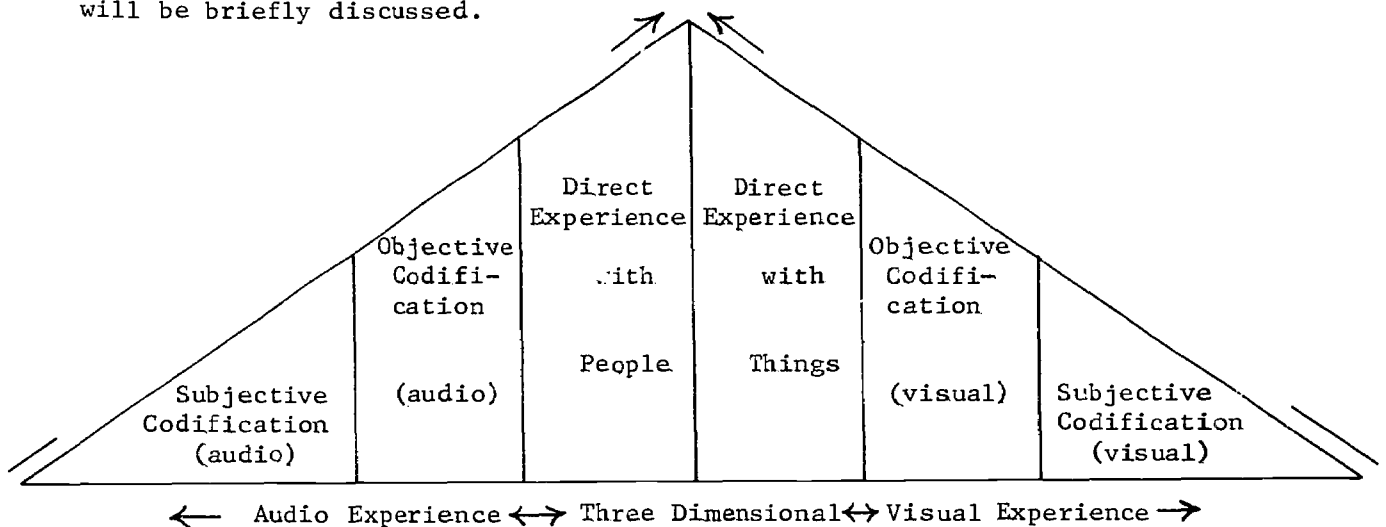 will be briefly discussed.
Direct
Experience
People
Direct
Experience
with
Things
Objective
Codifi-
cation
(audio)
Objective
Codifi-
cation
(visual)
Subjective
Codification
(audio)
Subjective
Codification
(visual)
← Audio Experience ↔ Three Dimensional ↔ Visual Experience →